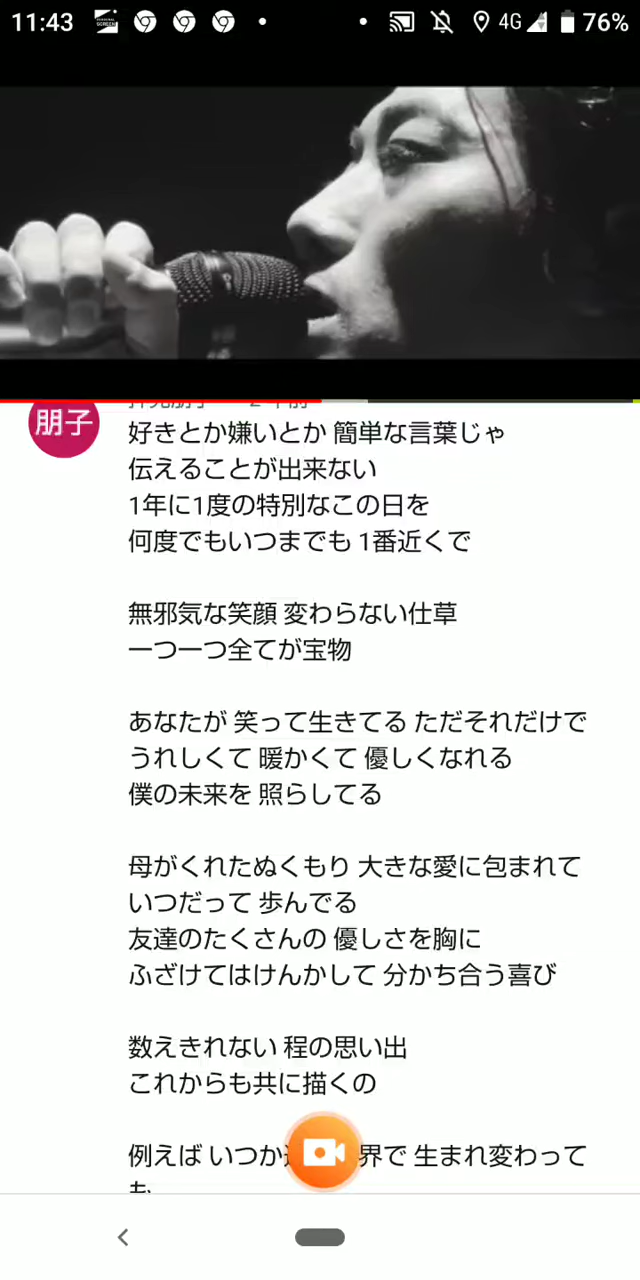 11:43
4G
76%
朋子
好きとか嫌いとか 簡単な言葉じゃ
伝えることが出来ない
1年に1度の特別なこの日を
何度でもいつまでも 1番近くで
無邪気な笑顔 変わらない仕草
一つ一つ全てが宝物
あなたが 笑って生きてる ただそれだけで
うれしくて 暖かくて 優しくなれる
僕の未来を 照らしてる
母がくれたぬくもり 大きな愛に包まれて
いつだって 歩んでる
友達のたくさんの 優しさを胸に
ふざけてはけんかして 分かち合う喜び
数えきれない 程の思い出
これからも共に描くの
例えば いつか 界で 生まれ変わって
も